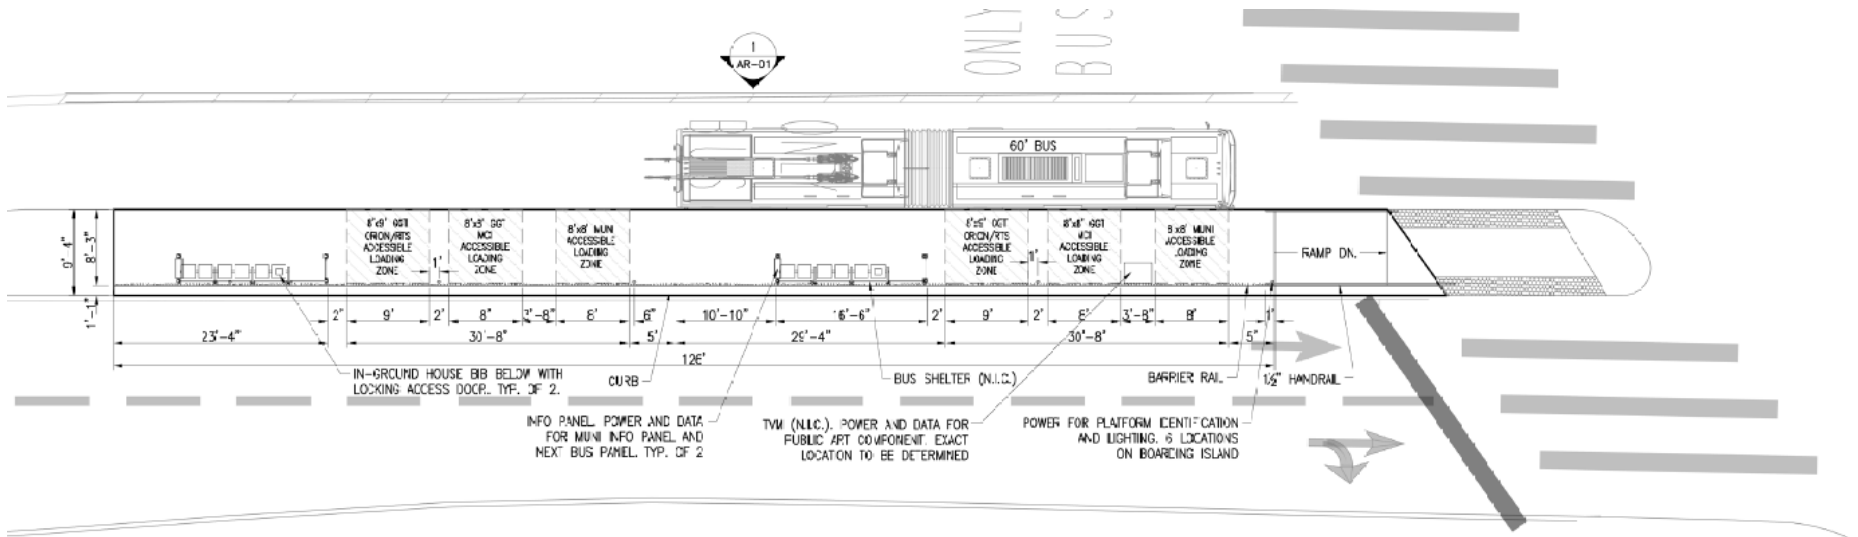 ONLY
BUS
1
AR-01
60' BUS
8'x9' GGT
ORION/RTS
ACCESSIBLE
LOADING
ZONE
8'x8' GGT
MCI
ACCESSIBLE
LOADING
ZONE
8'x8' MUNI
ACCESSIBLE
LOADING
ZONE
8'x9' GGT
ORION/RTS
ACCESSIBLE
LOADING
ZONE
8'x8' GGT
MCI
ACCESSIBLE
LOADING
ZONE
8'x8' MUNI
ACCESSIBLE
LOADING
ZONE
RAMP DN.
9'-4"
8'-3"
1'-1"
1'
1'
2" 9' 2' 8" 3'-8" 8' 6" 10'-10" 16'-6" 2' 9' 2' 8' 3'-8" 8' 1'
23'-4" 30'-8" 5' 29'-4" 30'-8" 5"
126'
IN-GROUND HOSE BIB BELOW WITH
LOCKING ACCESS DOOR. TYP. OF 2.
CURB
BUS SHELTER (N.I.C.)
BARRIER RAIL
1½" HANDRAIL
INFO PANEL. POWER AND DATA
FOR MUNI INFO PANEL AND
NEXT BUS PANEL. TYP. OF 2
TVM (N.I.C.). POWER AND DATA FOR
PUBLIC ART COMPONENT. EXACT
LOCATION TO BE DETERMINED
POWER FOR PLATFORM IDENTIFICATION
AND LIGHTING. 6 LOCATIONS
ON BOARDING ISLAND